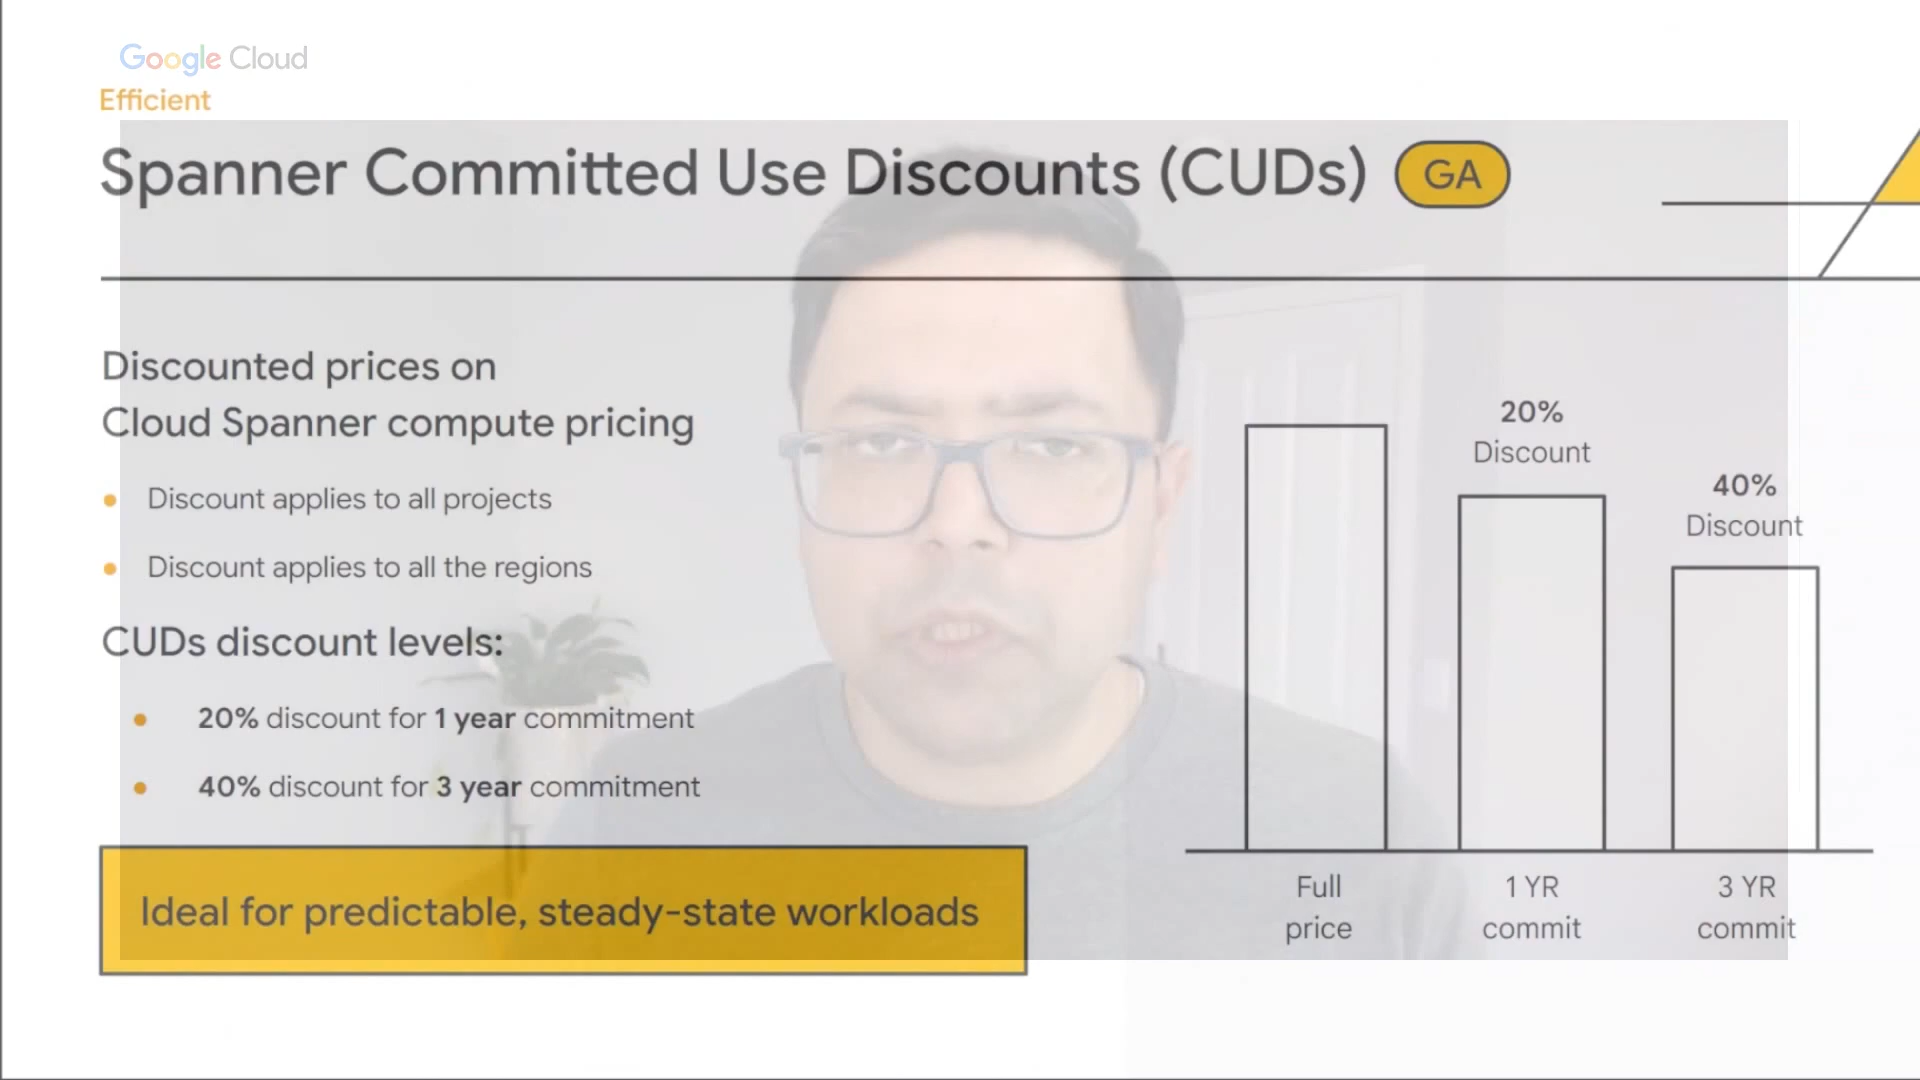 Google Cloud
Efficient
Spanner Committed Use Discounts (CUDs) GA
Discounted prices on
Cloud Spanner compute pricing
Discount applies to all projects
Discount applies to all the regions
CUDs discount levels:
20% discount for 1 year commitment
40% discount for 3 year commitment
Ideal for predictable, steady-state workloads
20%
Discount
40%
Discount
Full
price
1 YR
commit
3 YR
commit